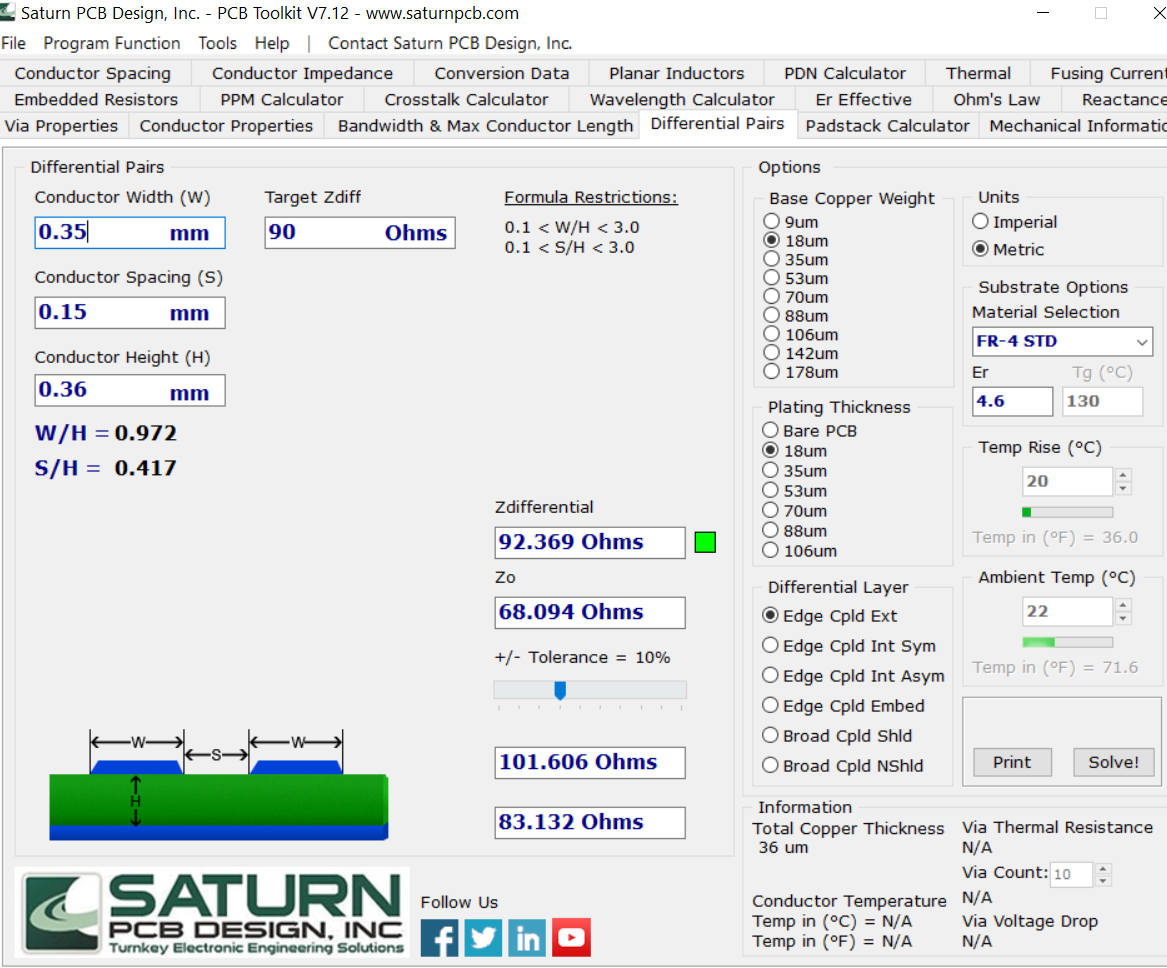 Saturn PCB Design, Inc. - PCB Toolkit V7.12 - www.saturnpcb.com
File Program Function Tools Help | Contact Saturn PCB Design, Inc.
Conductor Spacing Conductor Impedance Conversion Data Planar Inductors PDN Calculator Thermal Fusing Current
Embedded Resistors PPM Calculator Crosstalk Calculator Wavelength Calculator Er Effective Ohm's Law Reactance
Via Properties Conductor Properties Bandwidth & Max Conductor Length Differential Pairs Padstack Calculator Mechanical Informatio
Differential Pairs
Conductor Width (W)
0.35 mm
Target Zdiff
90 Ohms
Formula Restrictions:
0.1 < W/H < 3.0
0.1 < S/H < 3.0
Conductor Spacing (S)
0.15 mm
Conductor Height (H)
0.36 mm
W/H = 0.972
S/H = 0.417
Zdifferential
92.369 Ohms
Zo
68.094 Ohms
+/- Tolerance = 10%
101.606 Ohms
83.132 Ohms
W S W
H
Options
Base Copper Weight
9um
18um
35um
53um
70um
88um
106um
142um
178um
Plating Thickness
Bare PCB
18um
35um
53um
70um
88um
106um
Differential Layer
Edge Cpld Ext
Edge Cpld Int Sym
Edge Cpld Int Asym
Edge Cpld Embed
Broad Cpld Shld
Broad Cpld NShld
Units
Imperial
Metric
Substrate Options
Material Selection
FR-4 STD
Er Tg (°C)
4.6 130
Temp Rise (°C)
20
Temp in (°F) = 36.0
Ambient Temp (°C)
22
Temp in (°F) = 71.6
Print Solve!
Information
Total Copper Thickness
36 um
Conductor Temperature
Temp in (°C) = N/A
Temp in (°F) = N/A
Via Thermal Resistance
N/A
Via Count: 10
N/A
Via Voltage Drop
N/A
SATURN
PCB DESIGN, INC
Turnkey Electronic Engineering Solutions
Follow Us
f
in